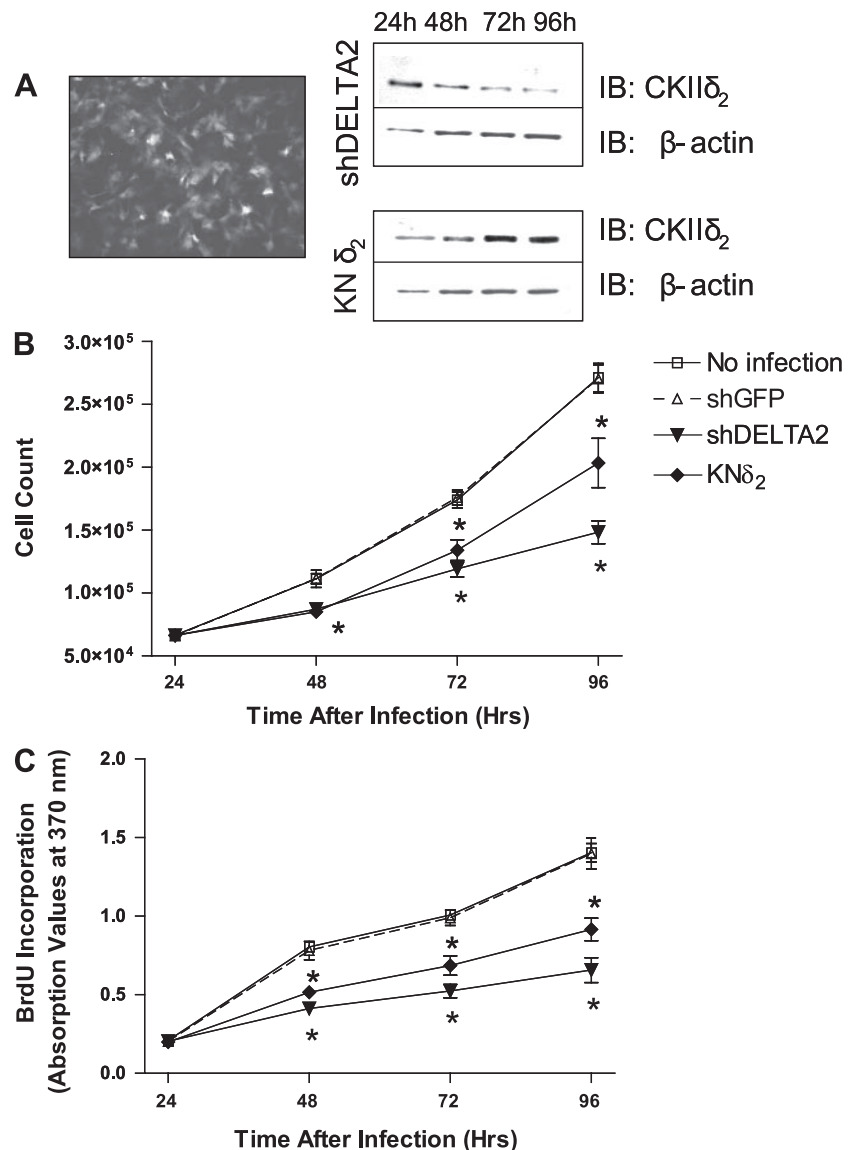 A
24h 48h 72h 96h
shDELTA2
IB: CKIIδ₂
IB: β-actin
KN δ₂
IB: CKIIδ₂
IB: β-actin
B
3.0×10⁵
2.5×10⁵
2.0×10⁵
1.5×10⁵
1.0×10⁵
5.0×10⁴
Cell Count
24 48 72 96
Time After Infection (Hrs)
* * * * *
No infection
shGFP
shDELTA2
KNδ₂
C
2.0
1.5
1.0
0.5
0.0
BrdU Incorporation
(Absorption Values at 370 nm)
24 48 72 96
Time After Infection (Hrs)
* * * * * *